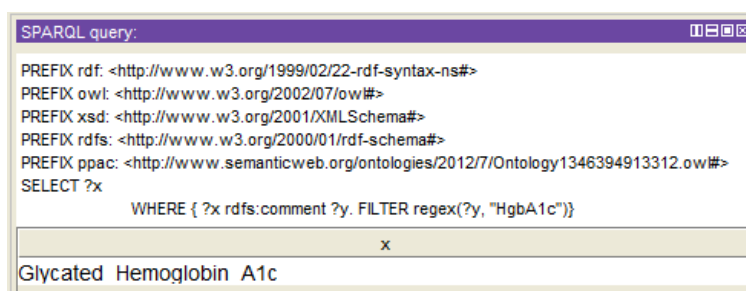 SPARQL query:
PREFIX rdf: <http://www.w3.org/1999/02/22-rdf-syntax-ns#>
PREFIX owl: <http://www.w3.org/2002/07/owl#>
PREFIX xsd: <http://www.w3.org/2001/XMLSchema#>
PREFIX rdfs: <http://www.w3.org/2000/01/rdf-schema#>
PREFIX ppac: <http://www.semanticweb.org/ontologies/2012/7/Ontology1346394913312.owl#>
SELECT ?x
WHERE { ?x rdfs:comment ?y. FILTER regex(?y, "HgbA1c")}
x
Glycated Hemoglobin A1c